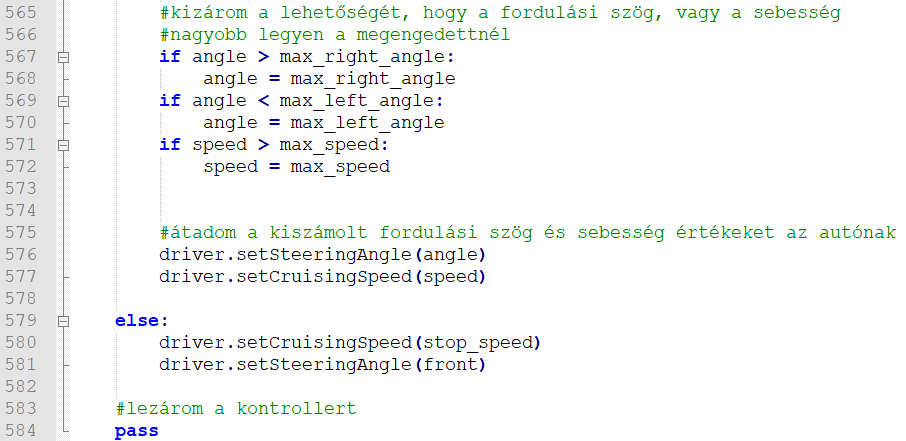 565 #kizárom a lehetőségét, hogy a fordulási szög, vagy a sebesség
566 #nagyobb legyen a megengedettnél
567 if angle > max_right_angle:
568 angle = max_right_angle
569 if angle < max_left_angle:
570 angle = max_left_angle
571 if speed > max_speed:
572 speed = max_speed
573
574
575 #átadom a kiszámolt fordulási szög és sebesség értékeket az autónak
576 driver.setSteeringAngle(angle)
577 driver.setCruisingSpeed(speed)
578
579 else:
580 driver.setCruisingSpeed(stop_speed)
581 driver.setSteeringAngle(front)
582
583 #lezárom a kontrollert
584 pass